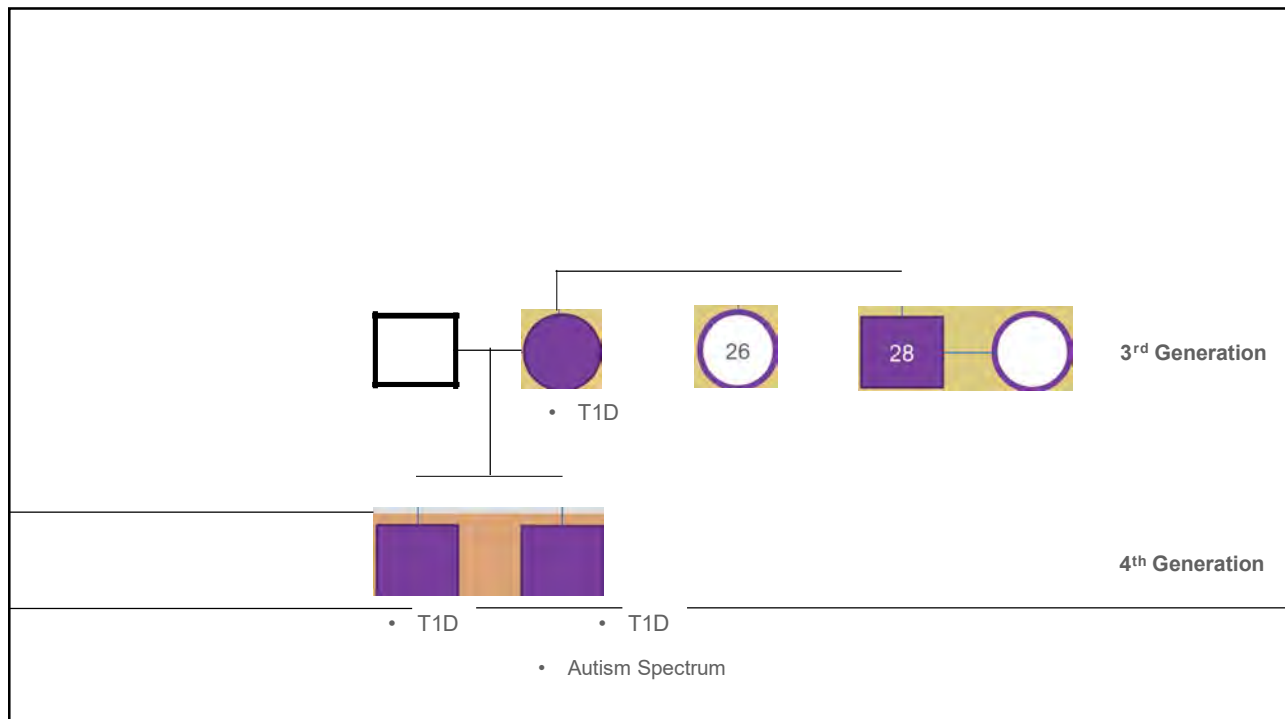 26
28
3rd Generation
• T1D
4th Generation
• T1D
• T1D
• Autism Spectrum